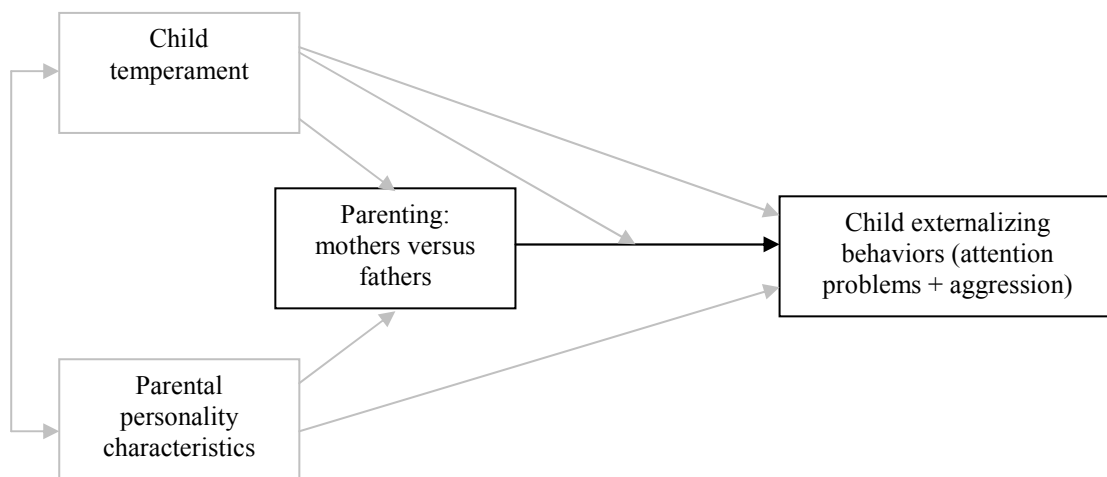 Child
temperament
Parenting:
mothers versus
fathers
Child externalizing
behaviors (attention
problems + aggression)
Parental
personality
characteristics